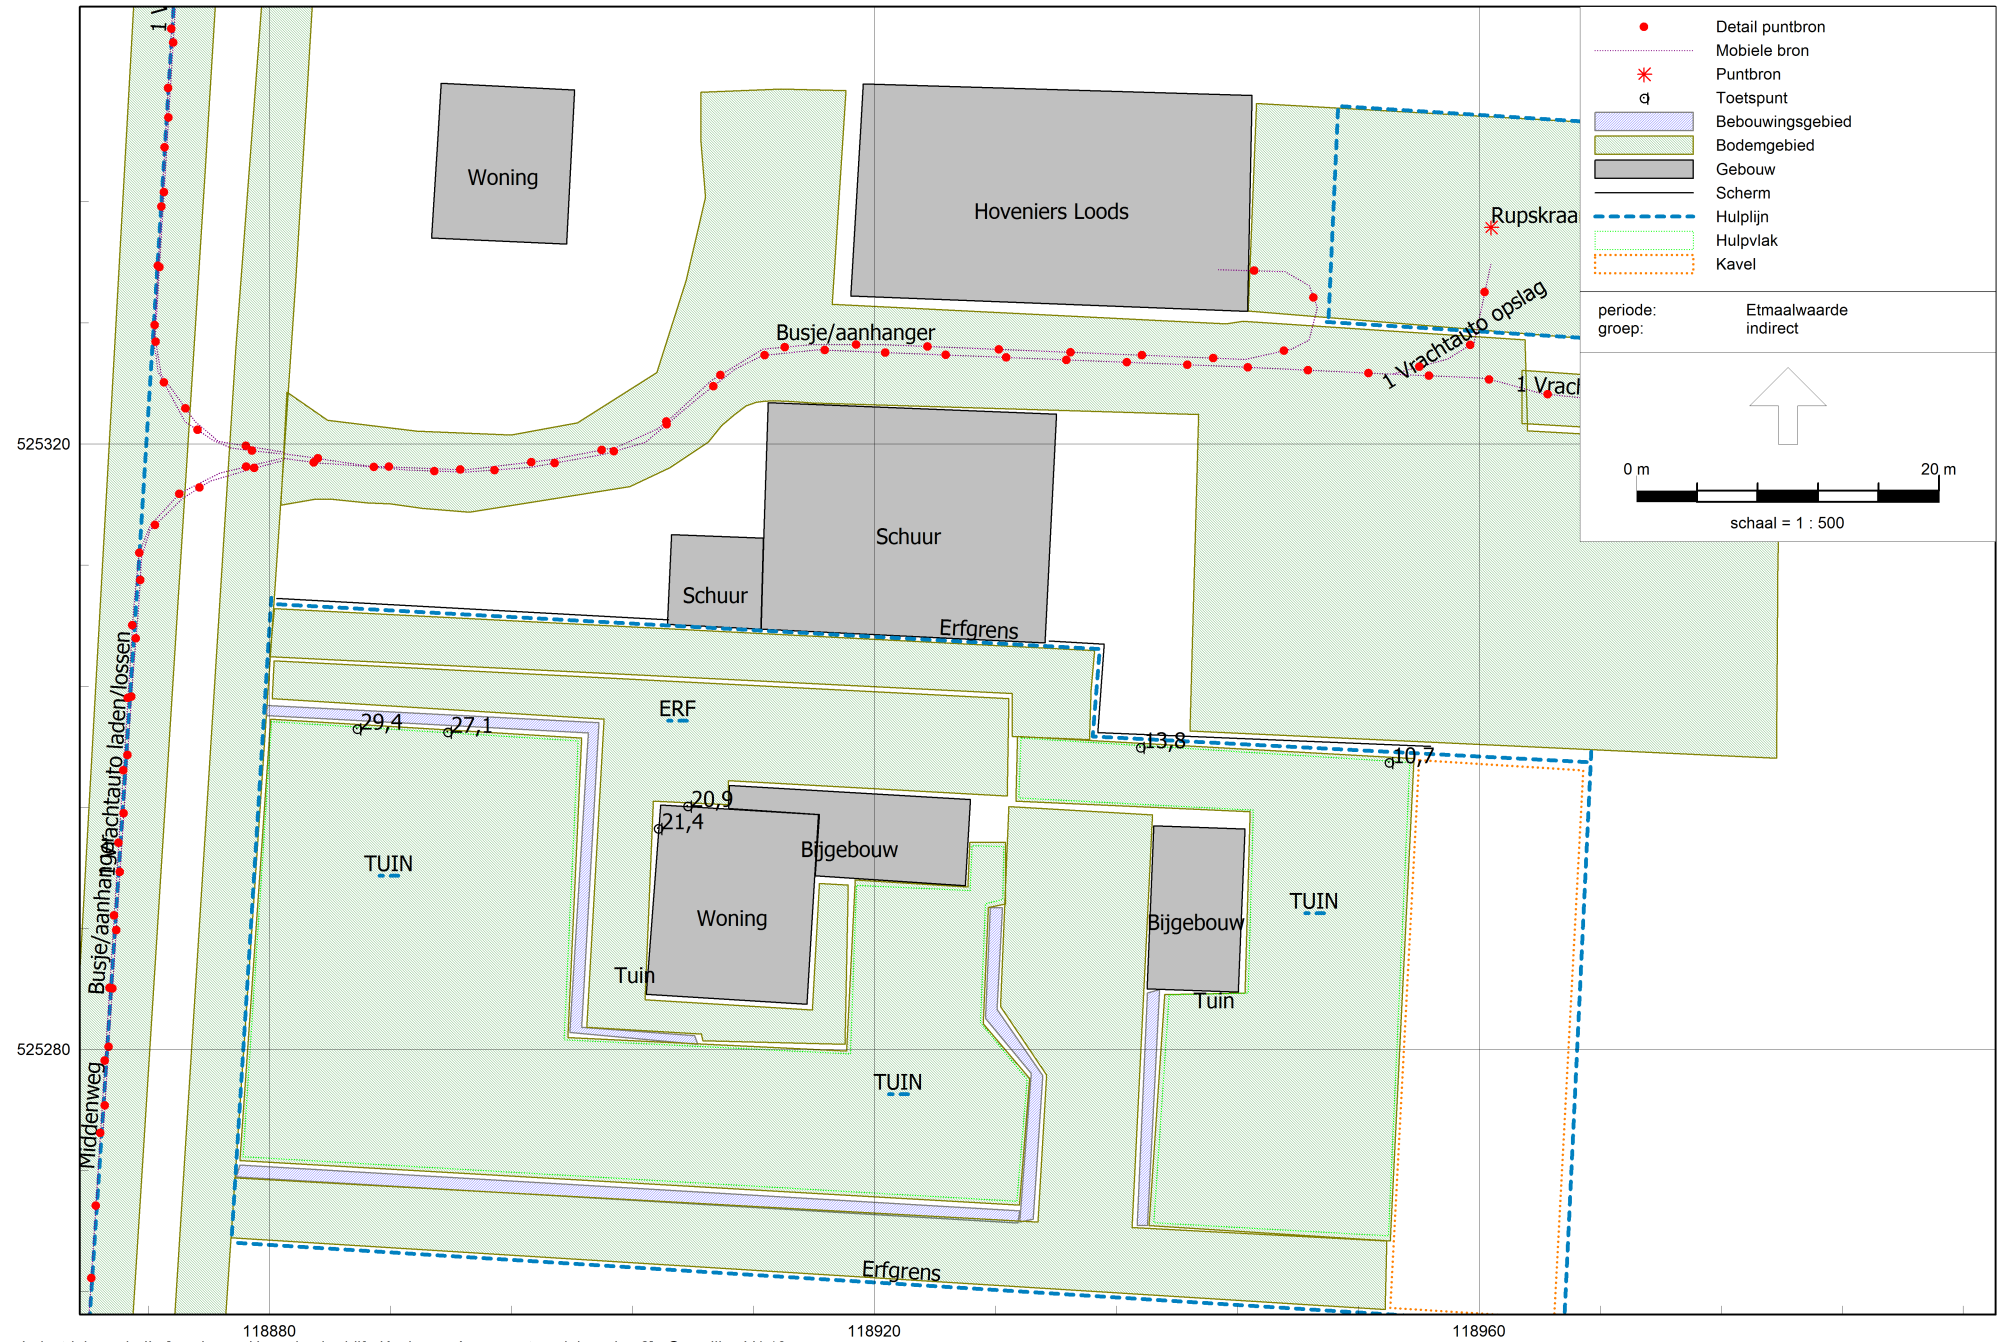 Detail puntbron
Mobiele bron
Puntbron
Toetspunt
Bebouwingsgebied
Bodemgebied
Gebouw
Scherm
Hulplijn
Hulpvlak
Kavel
periode: Etmaalwaarde
groep: indirect
0 m 20 m
schaal = 1 : 500
Woning
Hoveniers Loods
Rupskraa
Busje/aanhanger
1 Vrachtauto opslag
1 Vracl
525320
Schuur
Schuur
Erfgrens
1 Vrachtauto laden/lossen
Busje/aanhanger
Middenweg
ERF
29,4
27,1
13,8
10,7
20,9
21,4
Bijgebouw
TUIN
Woning
Tuin
TUIN
Bijgebouw
Tuin
525280
TUIN
Erfgrens
118880
118920
118960